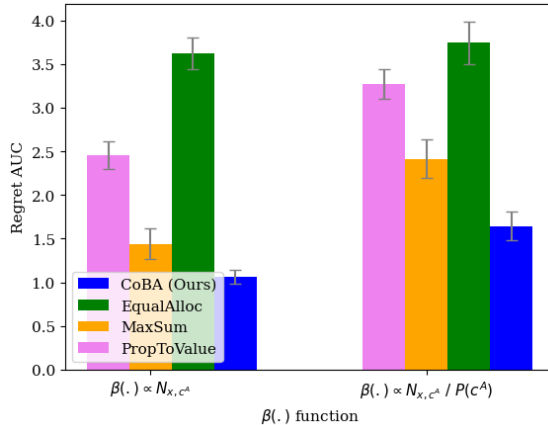 4.0
3.5
3.0
2.5
2.0
1.5
1.0
0.5
0.0
Regret AUC
CoBA (Ours)
EqualAlloc
MaxSum
PropToValue
β(.) ∝ N_{x,c^A}
β(.) ∝ N_{x,c^A} / P(c^A)
β(.) function